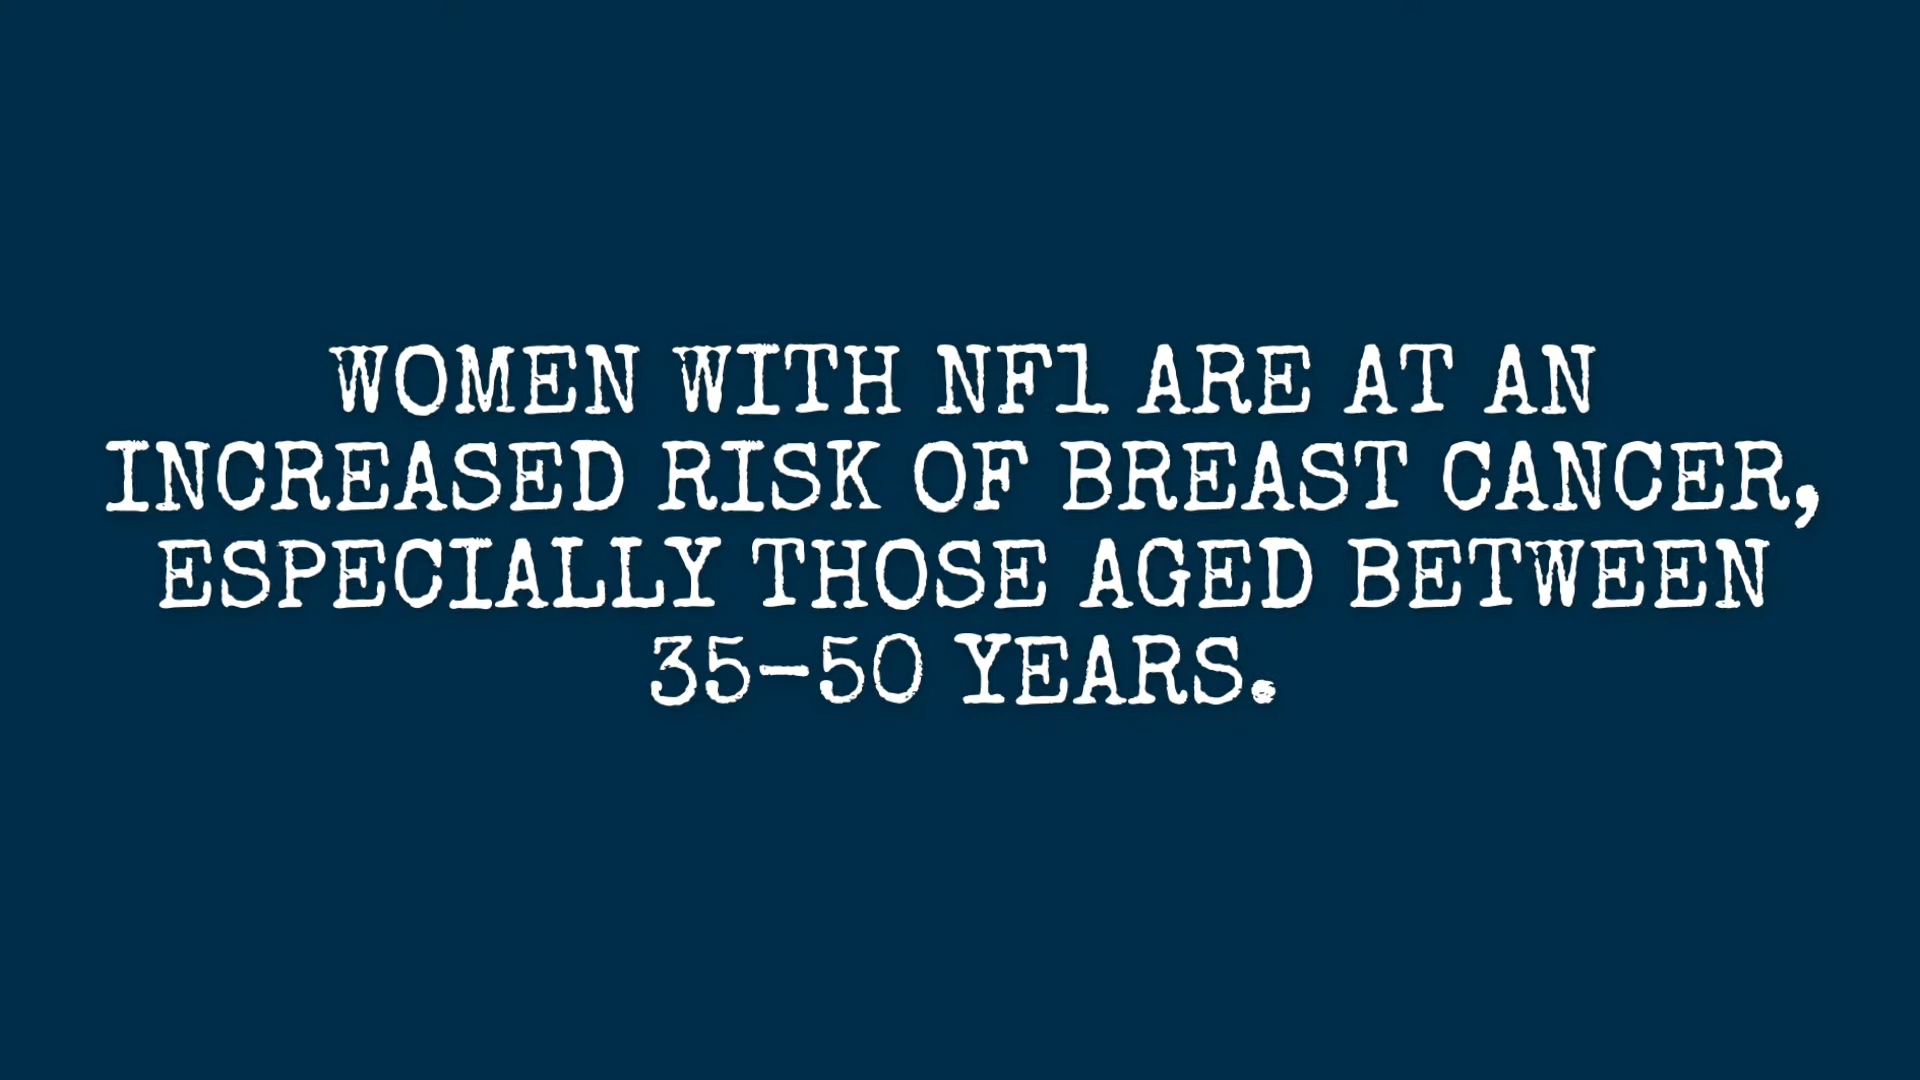 WOMEN WITH NF1 ARE AT AN
INCREASED RISK OF BREAST CANCER,
ESPECIALLY THOSE AGED BETWEEN
35-50 YEARS.